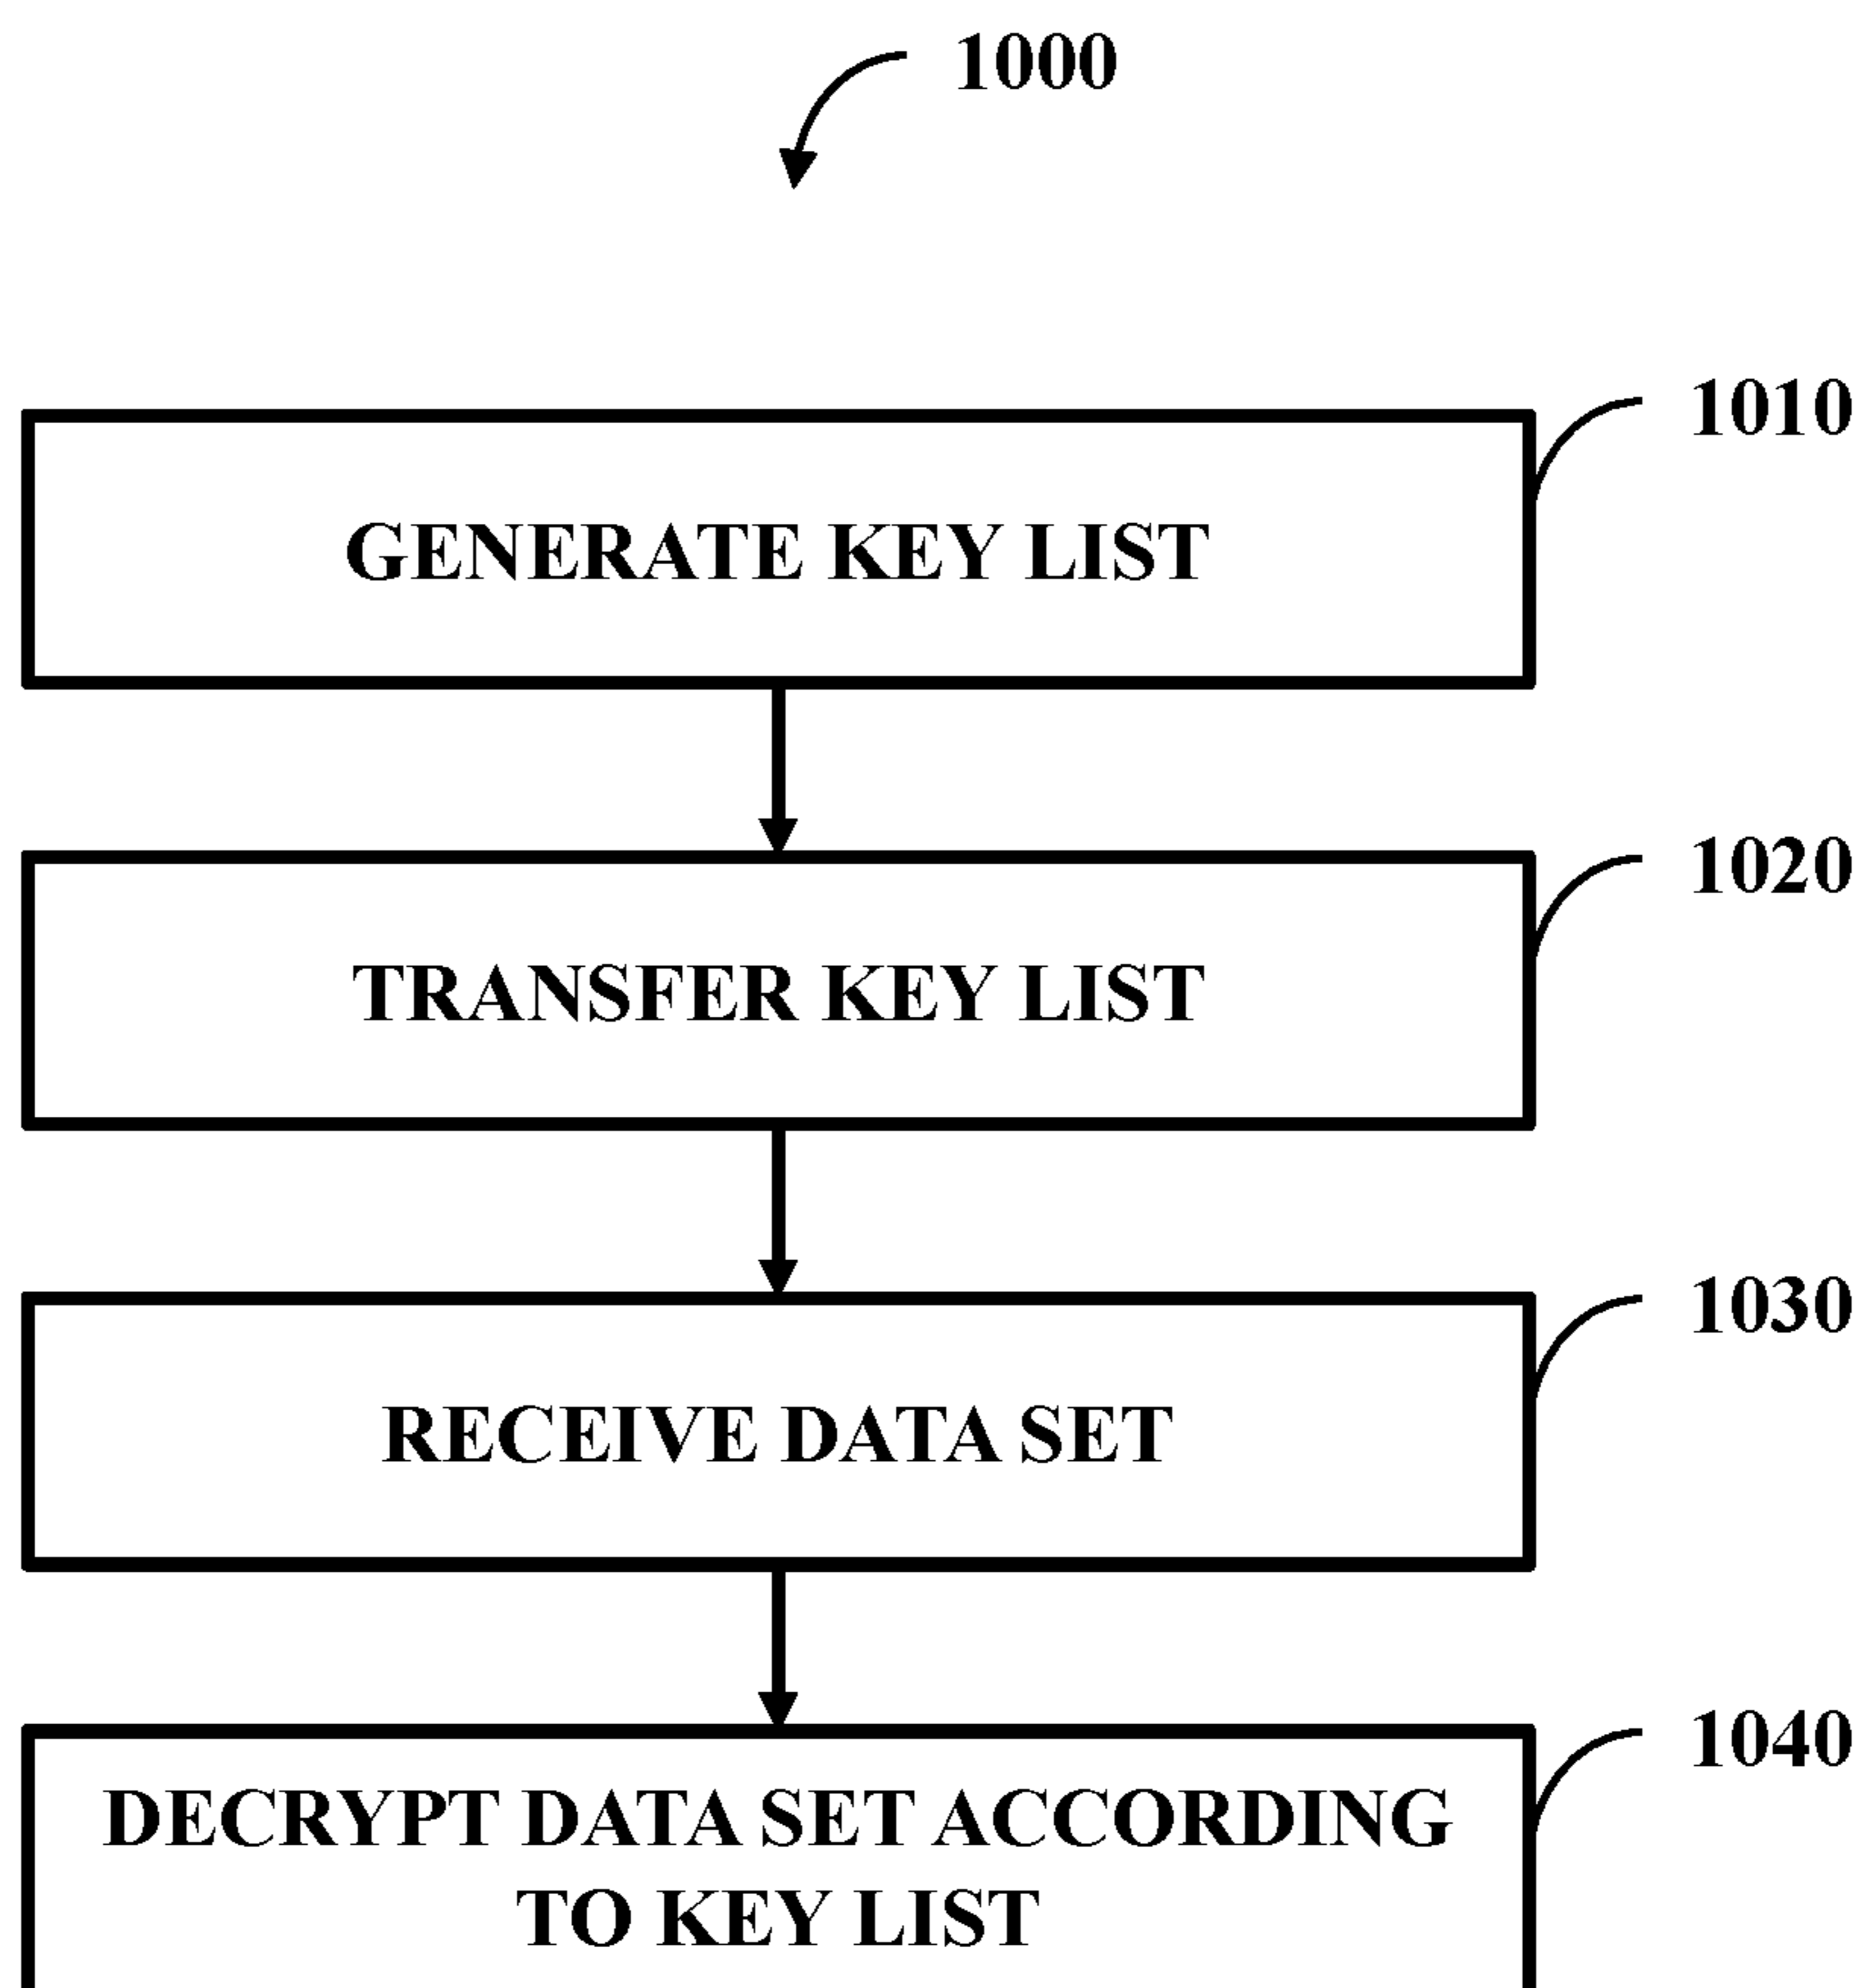 1000
1010
GENERATE KEY LIST
1020
TRANSFER KEY LIST
1030
RECEIVE DATA SET
1040
DECRYPT DATA SET ACCORDING
TO KEY LIST